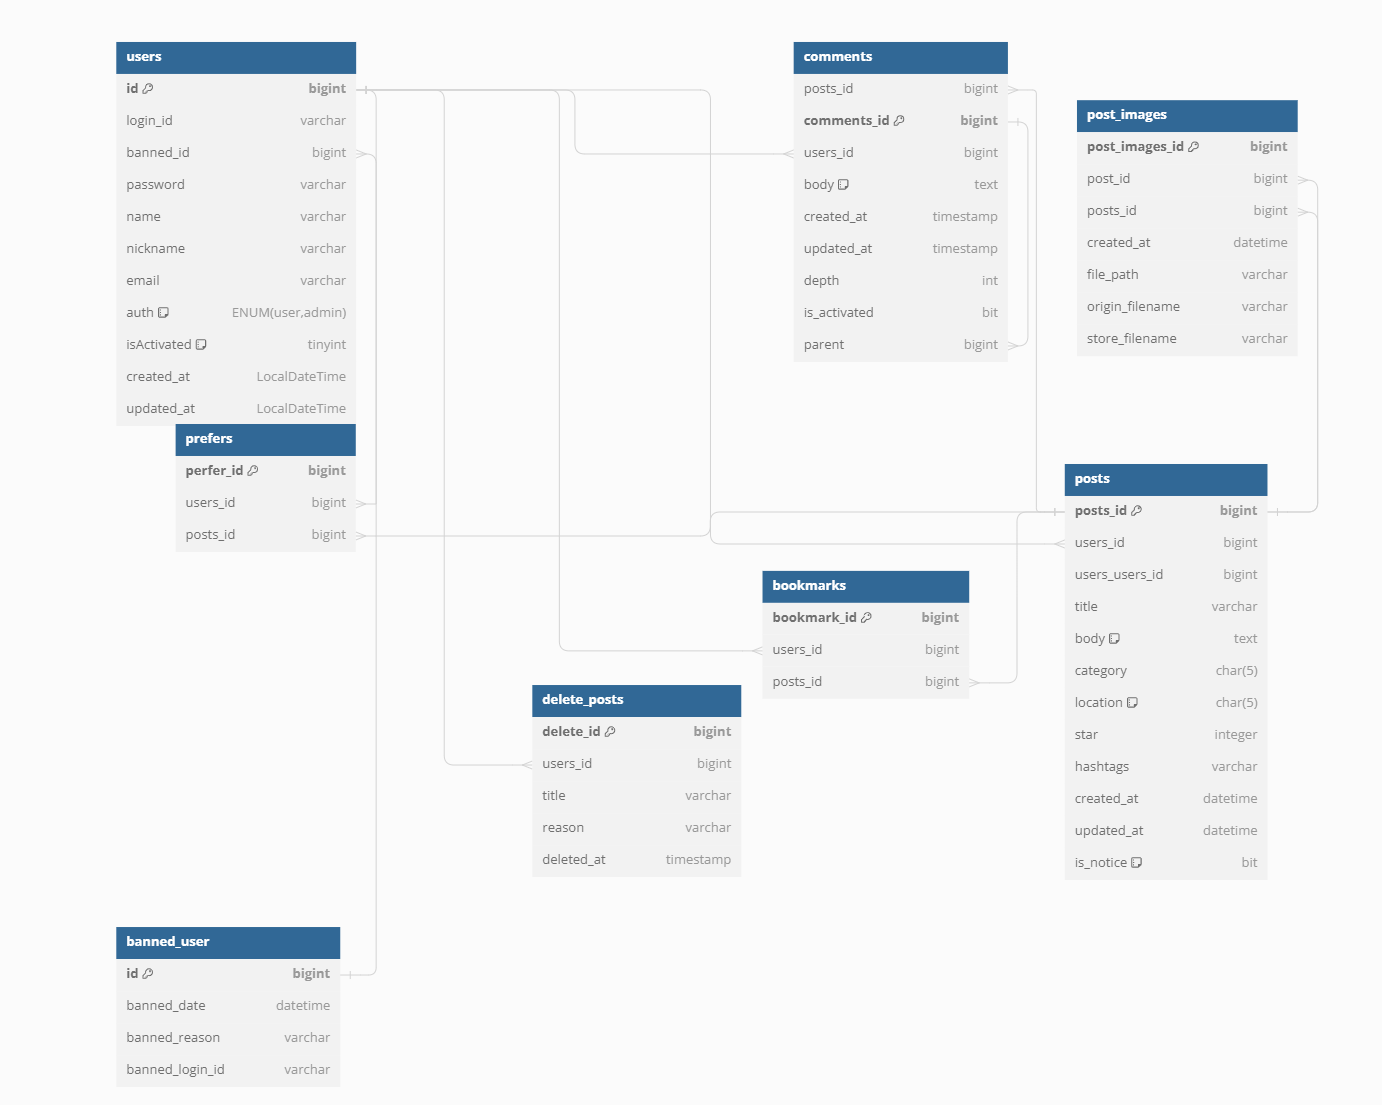 users
id bigint
login_id varchar
banned_id bigint
password varchar
name varchar
nickname varchar
email varchar
auth ENUM(user,admin)
isActivated tinyint
created_at LocalDateTime
updated_at LocalDateTime
prefers
perfer_id bigint
users_id bigint
posts_id bigint
comments
posts_id bigint
comments_id bigint
users_id bigint
body text
created_at timestamp
updated_at timestamp
depth int
is_activated bit
parent bigint
post_images
post_images_id bigint
post_id bigint
posts_id bigint
created_at datetime
file_path varchar
origin_filename varchar
store_filename varchar
posts
posts_id bigint
users_id bigint
users_users_id bigint
title varchar
body text
category char(5)
location char(5)
star integer
hashtags varchar
created_at datetime
updated_at datetime
is_notice bit
bookmarks
bookmark_id bigint
users_id bigint
posts_id bigint
delete_posts
delete_id bigint
users_id bigint
title varchar
reason varchar
deleted_at timestamp
banned_user
id bigint
banned_date datetime
banned_reason varchar
banned_login_id varchar